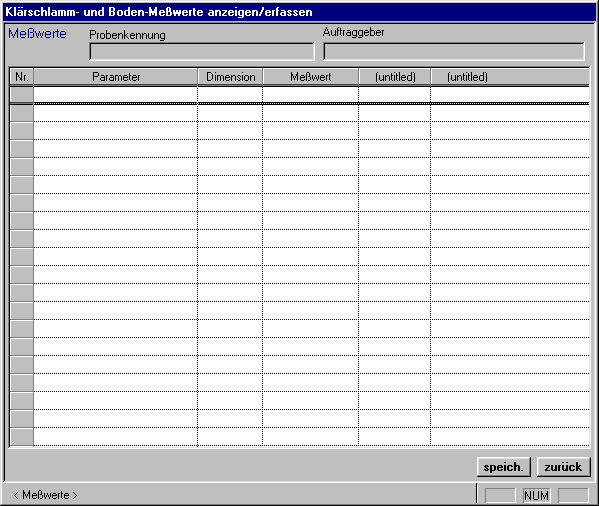 Klärschlamm- und Boden-Meßwerte anzeigen/erfassen
Meßwerte Probenkennung Auftraggeber
Nr. Parameter Dimension Meßwert (untitled) (untitled)
speich. zurück
< Meßwerte > NUM